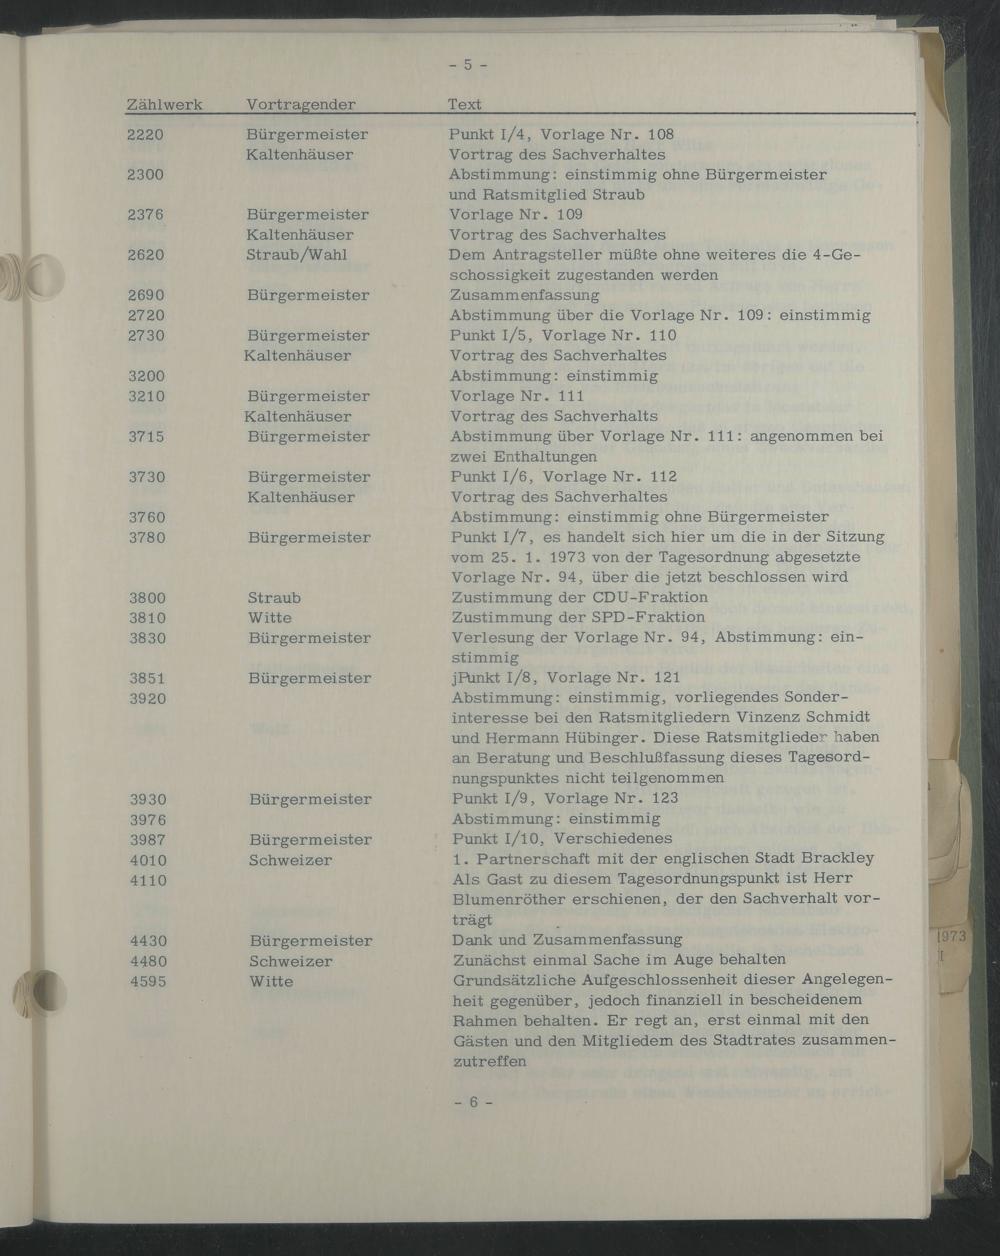 - 5 -
Zählwerk Vortragender Text
2220 Bürgermeister Punkt I/4, Vorlage Nr. 108
Kaltenhäuser Vortrag des Sachverhaltes
2300 Abstimmung: einstimmig ohne Bürgermeister
und Ratsmitglied Straub
2376 Bürgermeister Vorlage Nr. 109
Kaltenhäuser Vortrag des Sachverhaltes
2620 Straub/Wahl Dem Antragsteller müßte ohne weiteres die 4-Ge-
schossigkeit zugestanden werden
2690 Bürgermeister Zusammenfassung
2720 Abstimmung über die Vorlage Nr. 109: einstimmig
2730 Bürgermeister Punkt I/5, Vorlage Nr. 110
Kaltenhäuser Vortrag des Sachverhaltes
3200 Abstimmung: einstimmig
3210 Bürgermeister Vorlage Nr. 111
Kaltenhäuser Vortrag des Sachverhalts
3715 Bürgermeister Abstimmung über Vorlage Nr. 111: angenommen bei
zwei Enthaltungen
3730 Bürgermeister Punkt I/6, Vorlage Nr. 112
Kaltenhäuser Vortrag des Sachverhaltes
3760 Abstimmung: einstimmig ohne Bürgermeister
3780 Bürgermeister Punkt I/7, es handelt sich hier um die in der Sitzung
vom 25. 1. 1973 von der Tagesordnung abgesetzte
Vorlage Nr. 94, über die jetzt beschlossen wird
3800 Straub Zustimmung der CDU-Fraktion
3810 Witte Zustimmung der SPD-Fraktion
3830 Bürgermeister Verlesung der Vorlage Nr. 94, Abstimmung: ein-
stimmig
3851 Bürgermeister jPunkt I/8, Vorlage Nr. 121
3920 Abstimmung: einstimmig, vorliegendes Sonder-
interesse bei den Ratsmitgliedern Vinzenz Schmidt
und Hermann Hübinger. Diese Ratsmitglieder haben
an Beratung und Beschlußfassung dieses Tagesord-
nungspunktes nicht teilgenommen
3930 Bürgermeister Punkt I/9, Vorlage Nr. 123
3976 Abstimmung: einstimmig
3987 Bürgermeister Punkt I/10, Verschiedenes
4010 Schweizer 1. Partnerschaft mit der englischen Stadt Brackley
4110 Als Gast zu diesem Tagesordnungspunkt ist Herr
Blumenröther erschienen, der den Sachverhalt vor-
trägt
4430 Bürgermeister Dank und Zusammenfassung
4480 Schweizer Zunächst einmal Sache im Auge behalten
4595 Witte Grundsätzliche Aufgeschlossenheit dieser Angelegen-
heit gegenüber, jedoch finanziell in bescheidenem
Rahmen behalten. Er regt an, erst einmal mit den
Gästen und den Mitgliedern des Stadtrates zusammen-
zutreffen
- 6 -
1973